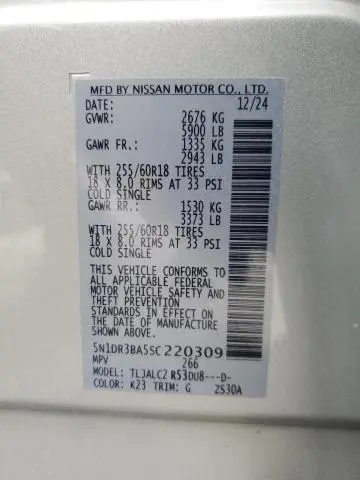 MFD BY NISSAN MOTOR CO., LTD.
DATE: 12/24
GVWR: 2676 KG
5900 LB
GAWR FR.: 1335 KG
2943 LB
WITH 255/60R18 TIRES
18 X 8.0 RIMS AT 33 PSI
COLD SINGLE
GAWR RR.: 1530 KG
3373 LB
WITH 255/60R18 TIRES
18 X 8.0 RIMS AT 33 PSI
COLD SINGLE
THIS VEHICLE CONFORMS TO
ALL APPLICABLE FEDERAL
MOTOR VEHICLE SAFETY AND
THEFT PREVENTION STANDARDS
IN EFFECT ON THE DATE OF
MANUFACTURE SHOWN ABOVE.
5N1DR3BA5SC220309
MPV 266
MODEL: TLJALC2 R53DU8---D-
COLOR: K23 TRIM: G ZS30A